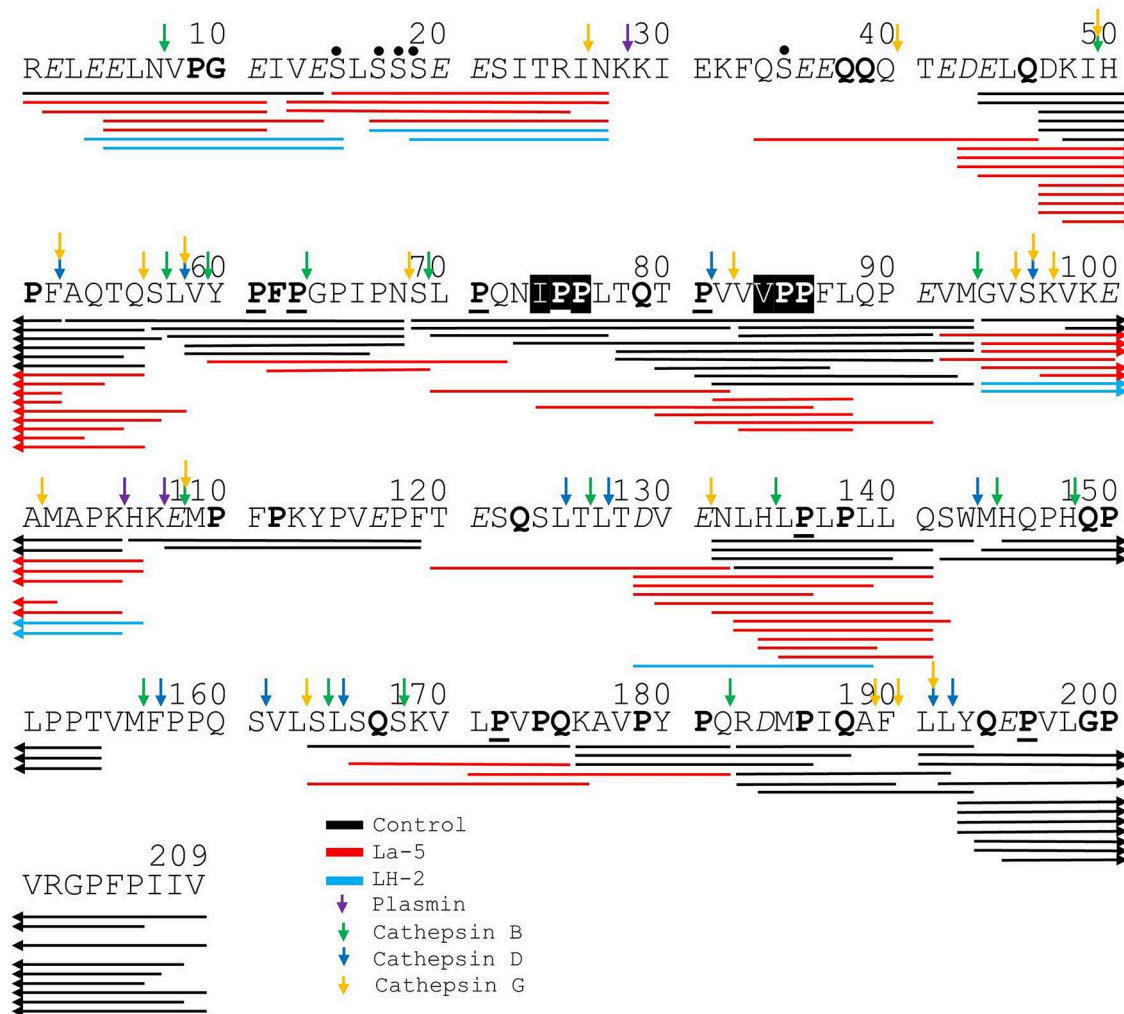 10 20 30 40 50
RELEELNVPG EIVESLSSSE ESITRINKKI EKFQSEEQQQ TEDELQDKIH
60 70 80 90 100
PFAQTQSLVY PFPGPIPNSL PQNIPPLTQT PVVVPPFLQP EVMGVSKVKE
110 120 130 140 150
AMAPKHKEMP FPKYPVEPFT ESQSLTLTDV ENLHLPLPLL QSWMHQPHQP
160 170 180 190 200
LPPTVMFPPQ SVLSLSQSKV LPVPQKAVPY PQRDMPIQAF LLYQEPVLGP
209
VRGPFPIIV
Control
La-5
LH-2
Plasmin
Cathepsin B
Cathepsin D
Cathepsin G